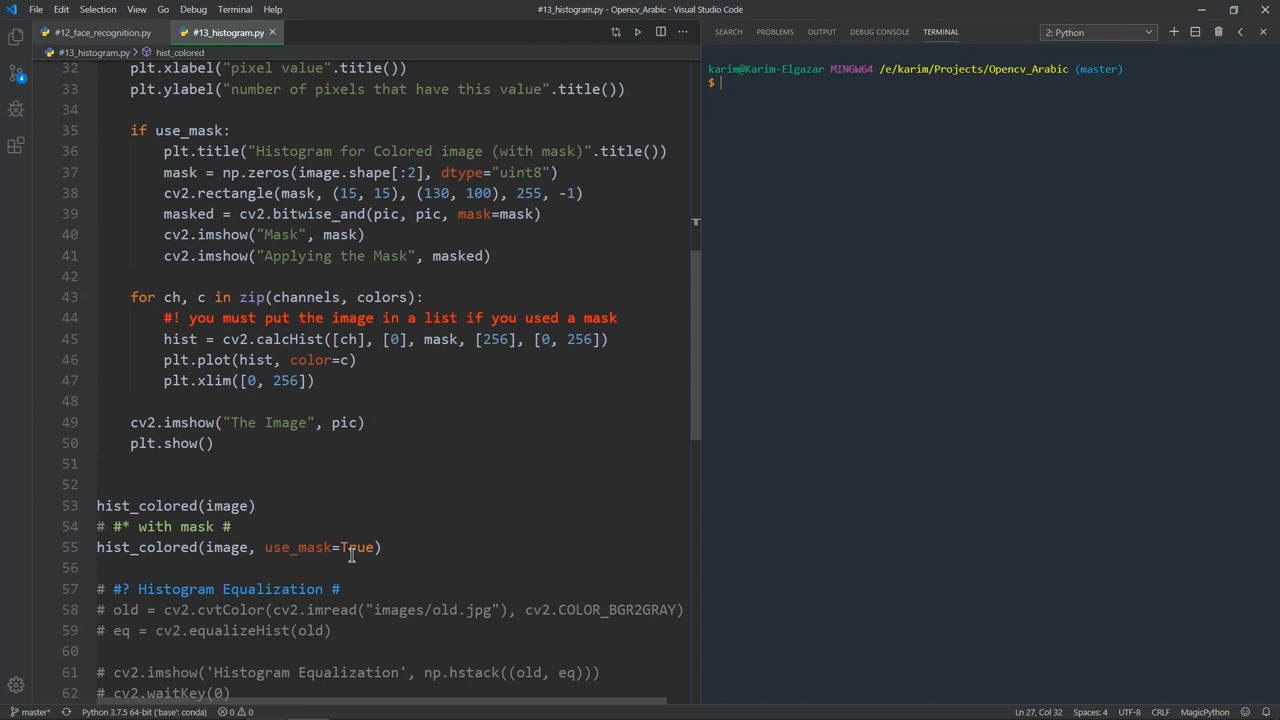 File Edit Selection View Go Debug Terminal Help
#13_histogram.py - Opencv_Arabic - Visual Studio Code
#12_face_recognition.py #13_histogram.py
#13_histogram.py › hist_colored
32 plt.xlabel("pixel value".title())
33 plt.ylabel("number of pixels that have this value".title())
34
35 if use_mask:
36 plt.title("Histogram for Colored image (with mask)".title())
37 mask = np.zeros(image.shape[:2], dtype="uint8")
38 cv2.rectangle(mask, (15, 15), (130, 100), 255, -1)
39 masked = cv2.bitwise_and(pic, pic, mask=mask)
40 cv2.imshow("Mask", mask)
41 cv2.imshow("Applying the Mask", masked)
42
43 for ch, c in zip(channels, colors):
44 #! you must put the image in a list if you used a mask
45 hist = cv2.calcHist([ch], [0], mask, [256], [0, 256])
46 plt.plot(hist, color=c)
47 plt.xlim([0, 256])
48
49 cv2.imshow("The Image", pic)
50 plt.show()
51
52
53 hist_colored(image)
54 # #* with mask #
55 hist_colored(image, use_mask=True)
56
57 # #? Histogram Equalization #
58 # old = cv2.cvtColor(cv2.imread("images/old.jpg"), cv2.COLOR_BGR2GRAY)
59 # eq = cv2.equalizeHist(old)
60
61 # cv2.imshow('Histogram Equalization', np.hstack((old, eq)))
62 # cv2.waitKey(0)
SEARCH PROBLEMS OUTPUT DEBUG CONSOLE TERMINAL
2: Python
karim@Karim-Elgazar MINGW64 /e/karim/Projects/Opencv_Arabic (master)
$
4
master* Python 3.7.5 64-bit ('base': conda) 0 0
Ln 27, Col 32 Spaces: 4 UTF-8 CRLF MagicPython